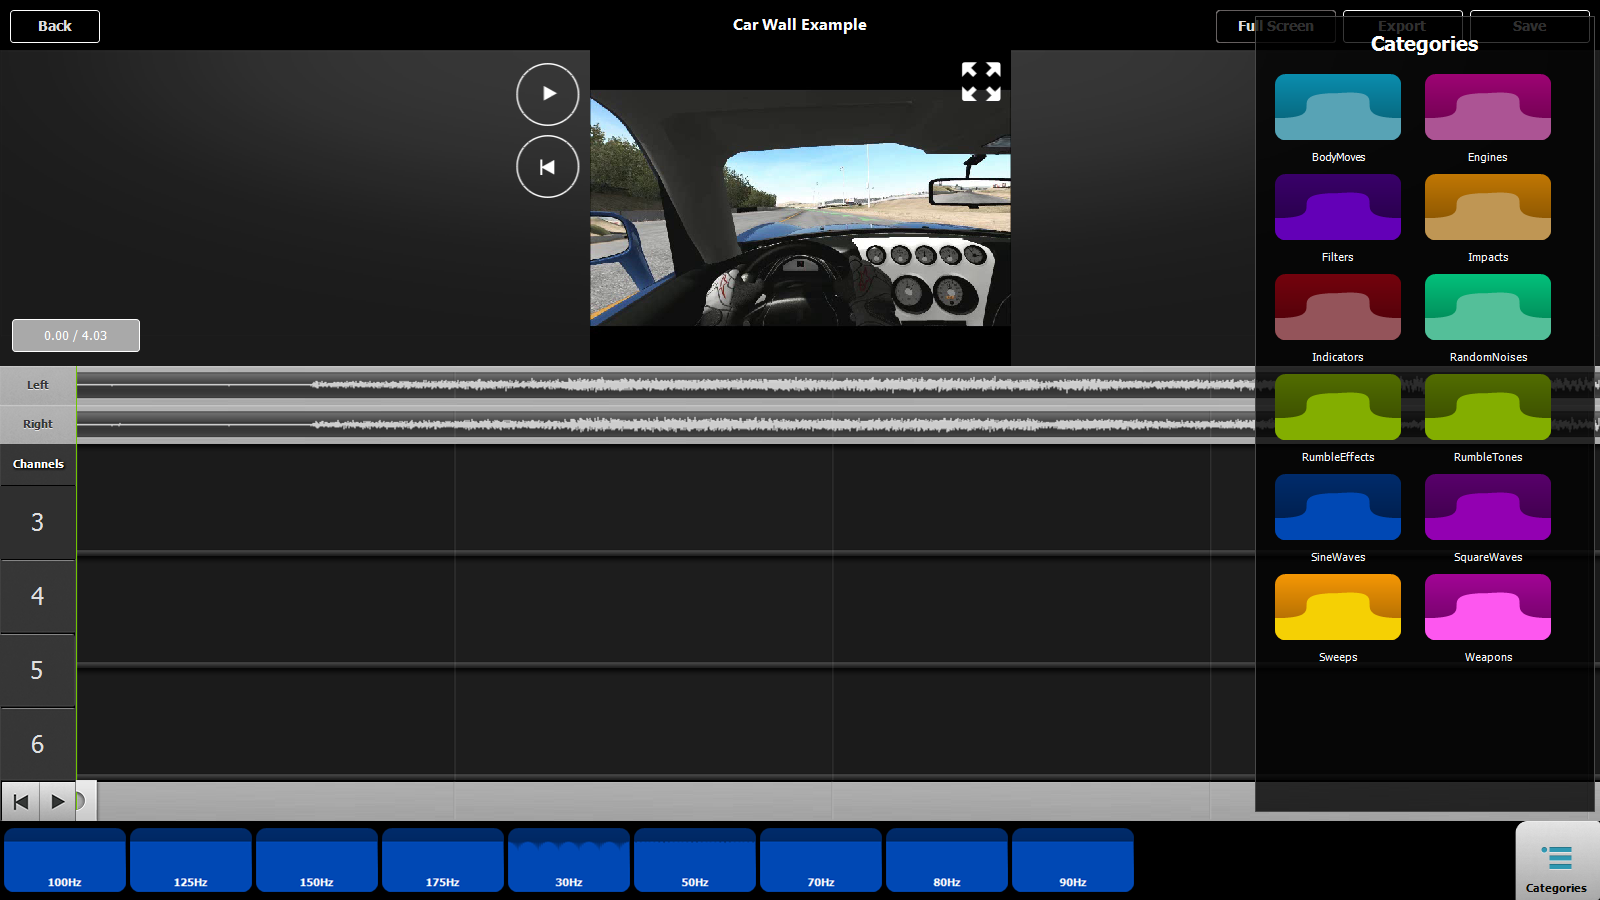 Back
Car Wall Example
Full Screen
Export
Save
Categories
BodyMoves
Engines
Filters
Impacts
Indicators
RandomNoises
RumbleEffects
RumbleTones
SineWaves
SquareWaves
Sweeps
Weapons
0.00 / 4.03
Left
Right
Channels
3
4
5
6
100Hz
125Hz
150Hz
175Hz
30Hz
50Hz
70Hz
80Hz
90Hz
Categories